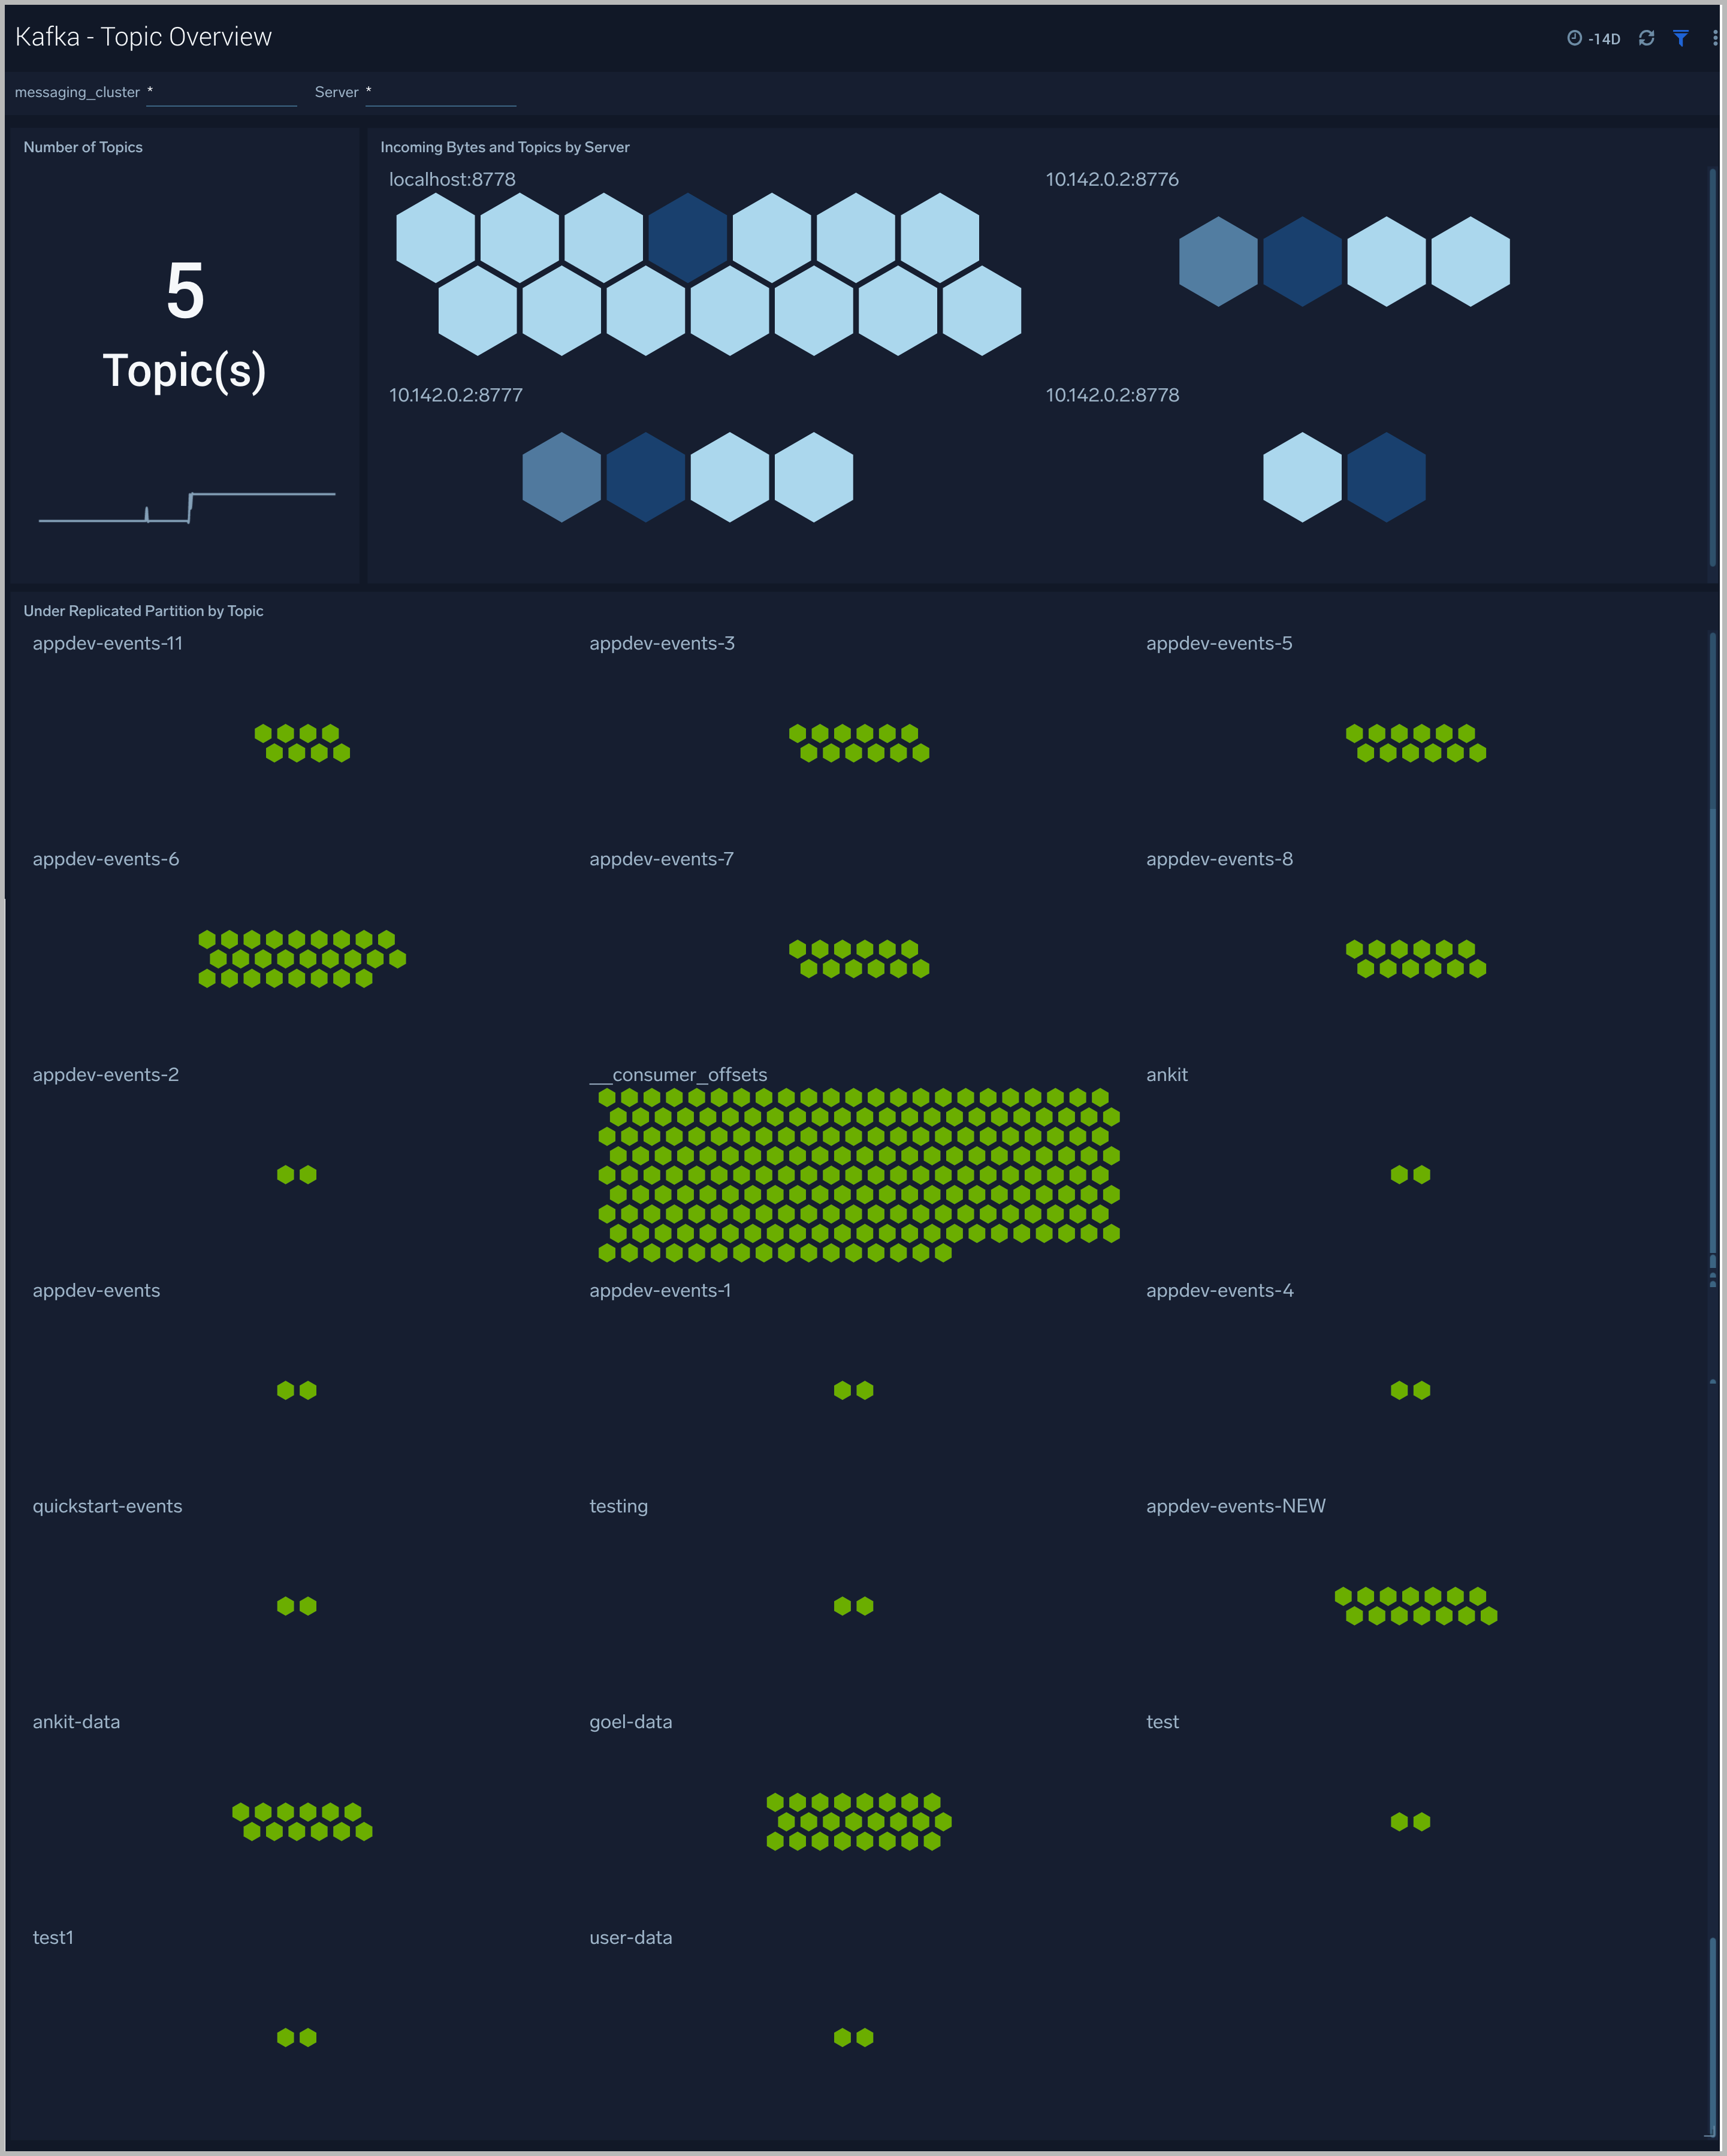 Kafka - Topic Overview
-14D
messaging_cluster *
Server *
Number of Topics
5
Topic(s)
Incoming Bytes and Topics by Server
localhost:8778
10.142.0.2:8776
10.142.0.2:8777
10.142.0.2:8778
Under Replicated Partition by Topic
appdev-events-11
appdev-events-3
appdev-events-5
appdev-events-6
appdev-events-7
appdev-events-8
appdev-events-2
__consumer_offsets
ankit
appdev-events
appdev-events-1
appdev-events-4
quickstart-events
testing
appdev-events-NEW
ankit-data
goel-data
test
test1
user-data